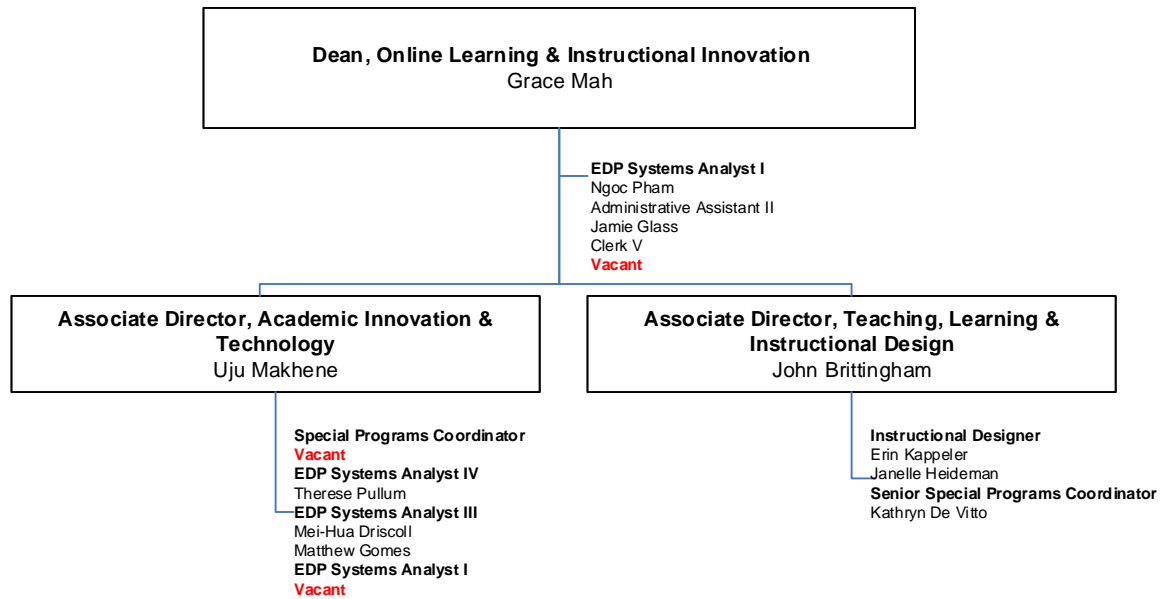 Dean, Online Learning & Instructional Innovation
Grace Mah
EDP Systems Analyst I
Ngoc Pham
Administrative Assistant II
Jamie Glass
Clerk V
Vacant
Associate Director, Academic Innovation &
Technology
Uju Makhene
Associate Director, Teaching, Learning &
Instructional Design
John Brittingham
Special Programs Coordinator
Vacant
EDP Systems Analyst IV
Therese Pullum
EDP Systems Analyst III
Mei-Hua Driscoll
Matthew Gomes
EDP Systems Analyst I
Vacant
Instructional Designer
Erin Kappeler
Janelle Heideman
Senior Special Programs Coordinator
Kathryn De Vitto